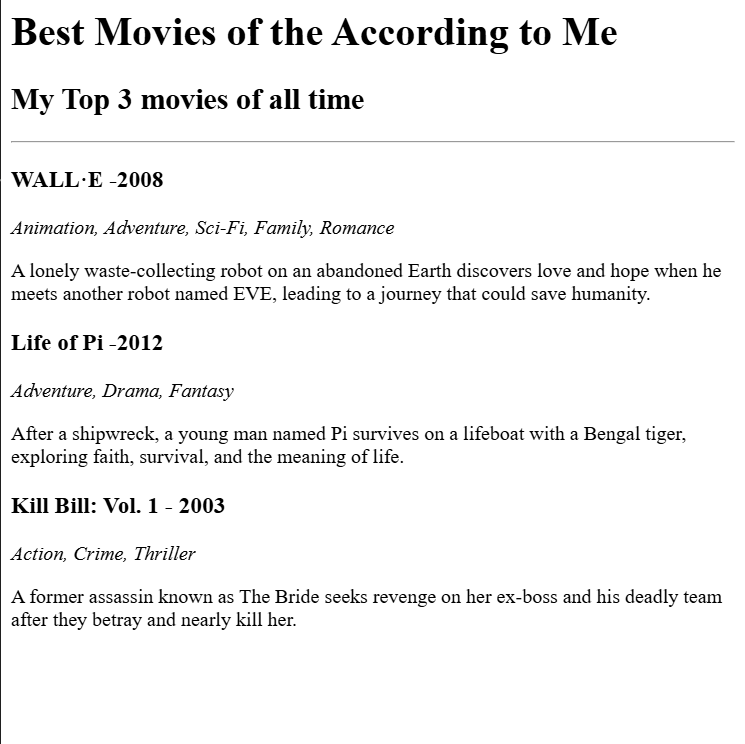 Best Movies of the According to Me
My Top 3 movies of all time
WALL·E -2008
Animation, Adventure, Sci-Fi, Family, Romance
A lonely waste-collecting robot on an abandoned Earth discovers love and hope when he
meets another robot named EVE, leading to a journey that could save humanity.
Life of Pi -2012
Adventure, Drama, Fantasy
After a shipwreck, a young man named Pi survives on a lifeboat with a Bengal tiger,
exploring faith, survival, and the meaning of life.
Kill Bill: Vol. 1 - 2003
Action, Crime, Thriller
A former assassin known as The Bride seeks revenge on her ex-boss and his deadly team
after they betray and nearly kill her.